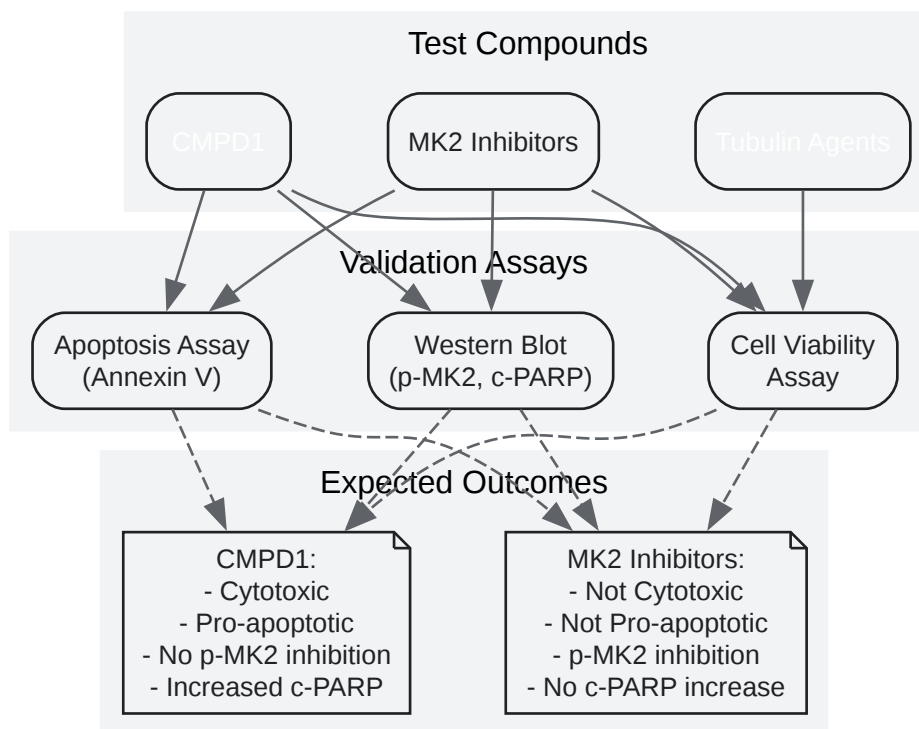 Test Compounds
CMPD1
MK2 Inhibitors
Tubulin Agents
Validation Assays
Apoptosis Assay
(Annexin V)
Western Blot
(p-MK2, c-PARP)
Cell Viability
Assay
Expected Outcomes
CMPD1:
- Cytotoxic
- Pro-apoptotic
- No p-MK2 inhibition
- Increased c-PARP
MK2 Inhibitors:
- Not Cytotoxic
- Not Pro-apoptotic
- p-MK2 inhibition
- No c-PARP increase